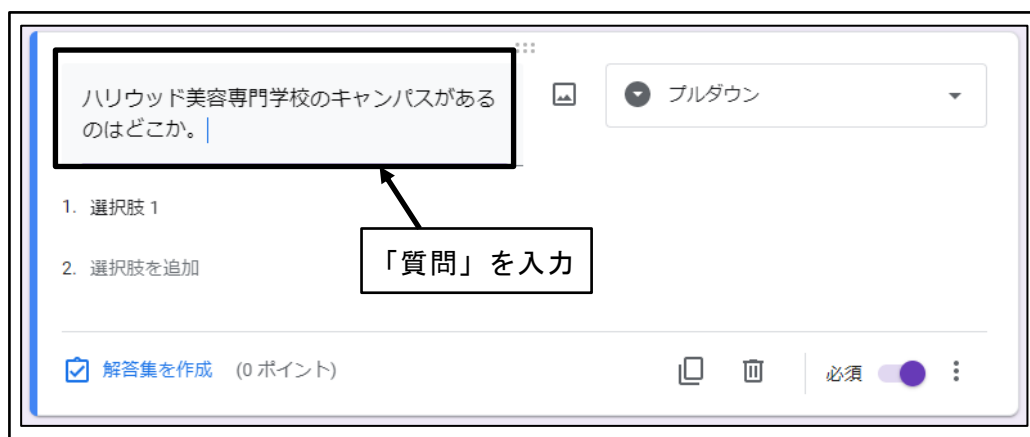 ハリウッド美容専門学校のキャンパスがある
のはどこか。
プルダウン
1. 選択肢 1
2. 選択肢を追加
「質問」を入力
解答集を作成 (0 ポイント)
必須